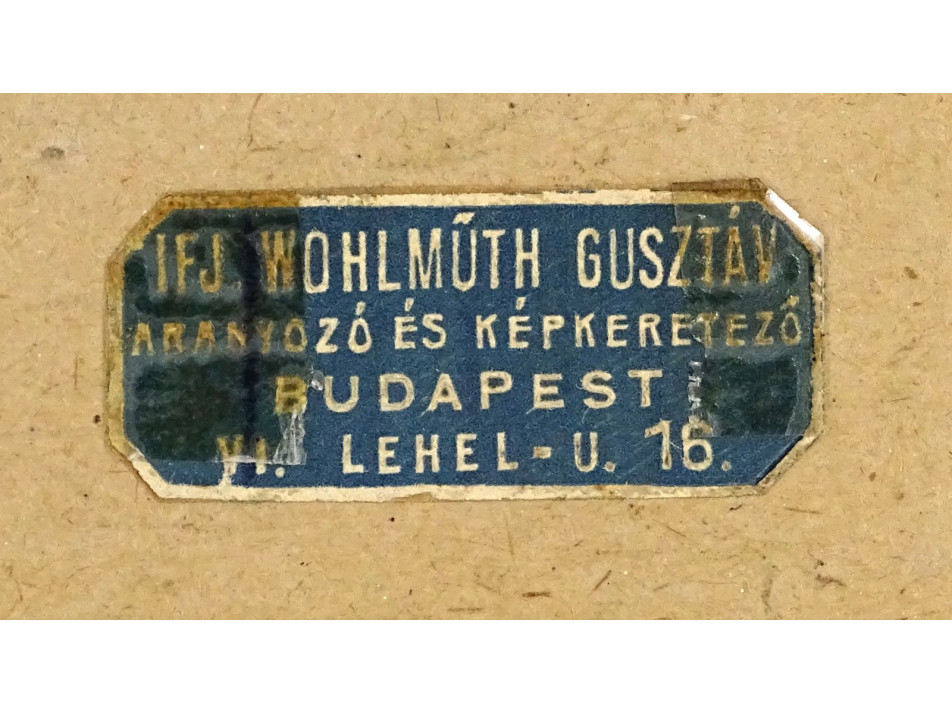 IFJ. WOHLMŰTH GUSZTÁV
ARANYOZÓ ÉS KÉPKERETEZŐ
BUDAPEST
VI. LEHEL-U. 16.